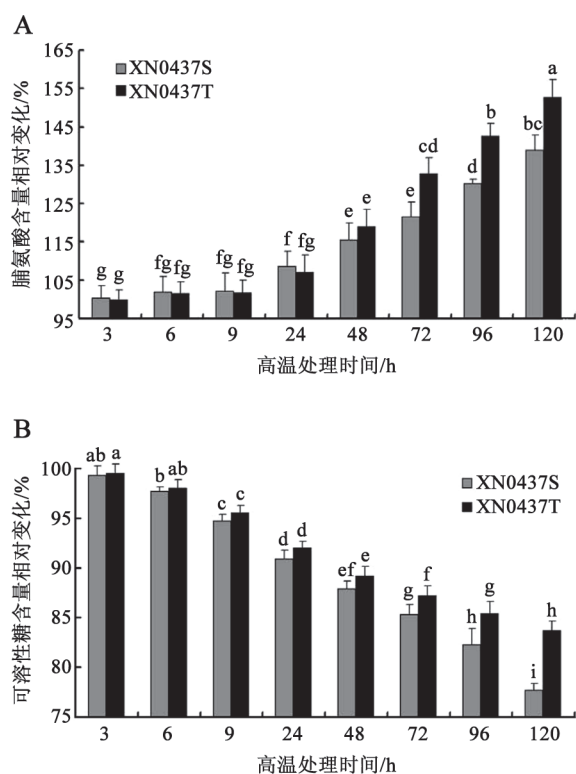 A
脯氨酸含量相对变化/%
165
155
145
135
125
115
105
95
XN0437S
XN0437T
g g fg fg fg fg f fg e e e cd d b bc a
3 6 9 24 48 72 96 120
高温处理时间/h
B
可溶性糖含量相对变化/%
100
95
90
85
80
75
XN0437S
XN0437T
ab a b ab c c d d ef e g f h g i h
3 6 9 24 48 72 96 120
高温处理时间/h